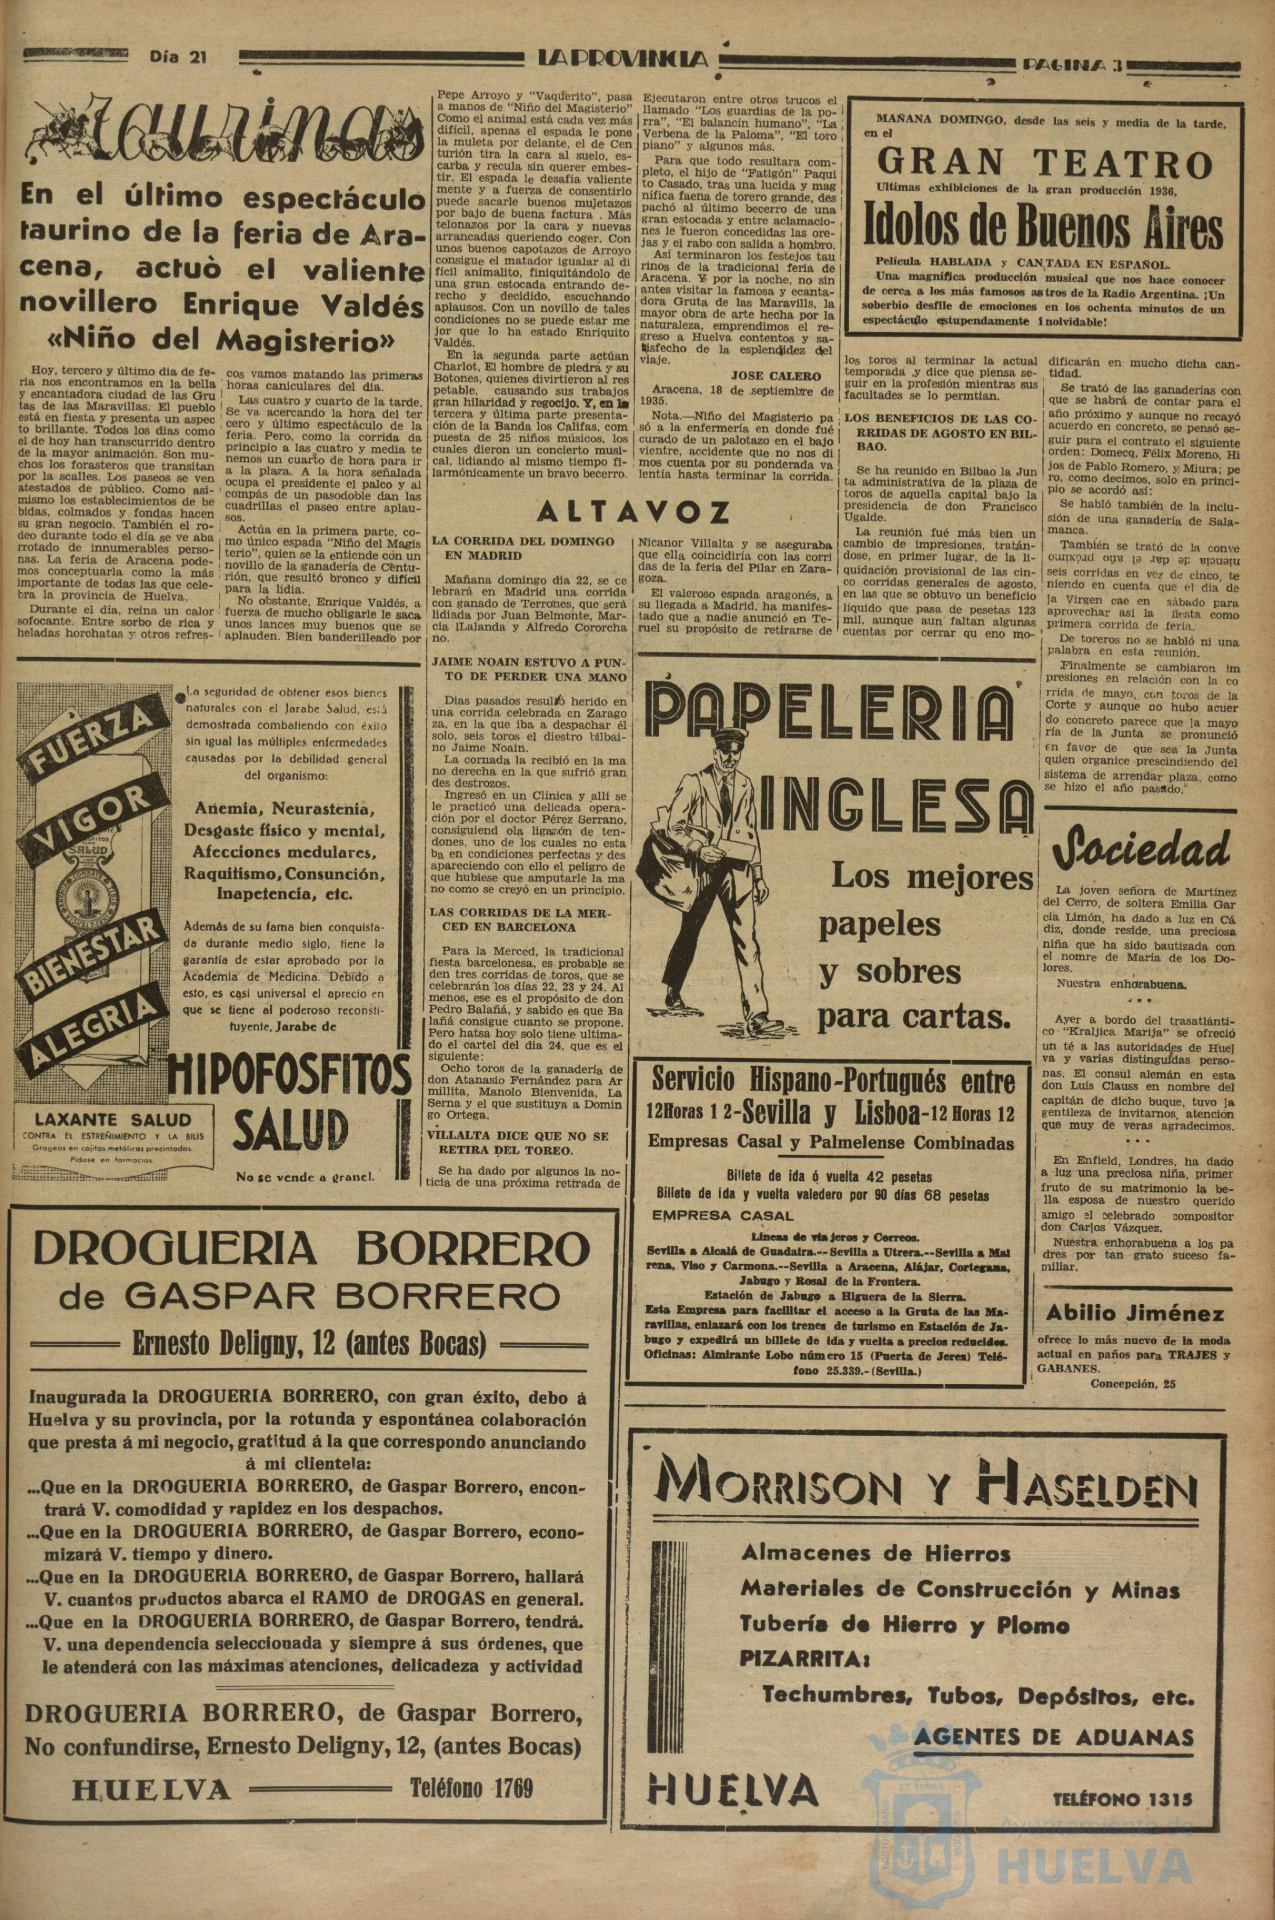 Día 21
LA PROVINCIA
PAGINA 3
Taurinas
En el último espectáculo
taurino de la feria de Ara-
cena, actuò el valiente
novillero Enrique Valdés
«Niño del Magisterio»
Hoy, tercero y último día de fe-
ria nos encontramos en la bella
y encantadora ciudad de las Gru
tas de las Maravillas. El pueblo
está en fiesta y presenta un aspec
to brillante. Todos los días como
el de hoy han transcurrido dentro
de la mayor animación. Son mu-
chos los forasteros que transitan
por la scalles. Los paseos se ven
atestados de público. Como asi-
mismo los establecimientos de be
bidas, colmados y fondas hacen
su gran negocio. También el ro-
deo durante todo el día se ve aba
rrotado de innumerables perso-
nas. La feria de Aracena pode-
mos conceptuarla como la más
importante de todas las que cele-
bra la provincia de Huelva.
Durante el día, reina un calor
sofocante. Entre sorbo de rica y
heladas horchatas y otros refres-
cos vamos matando las primeras
horas caniculares del día.
Las cuatro y cuarto de la tarde.
Se va acercando la hora del ter
cero y último espectáculo de la
feria. Pero, como la corrida da
principio a las cuatro y media te
nemos un cuarto de hora para ir
a la plaza. A la hora señalada
ocupa el presidente el palco y al
compás de un pasodoble dan las
cuadrillas el paseo entre aplau-
sos.
Actúa en la primera parte, co-
mo único espada "Niño del Magis
terio", quien se la entiende con un
novillo de la ganadería de Centu-
rión, que resultó bronco y difícil
para la lidia.
No obstante, Enrique Valdés, a
fuerza de mucho obligarle le saca
unos lances muy buenos que se
aplauden. Bien banderilleado por
Pepe Arroyo y "Vaquerito", pasa
a manos de "Niño del Magisterio"
Como el animal está cada vez más
difícil, apenas el espada le pone
la muleta por delante, el de Cen
turión tira la cara al suelo, es-
carba y recula sin querer embes-
tir. El espada le desafía valiente
mente y a fuerza de consentirlo
puede sacarle buenos mujetazos
por bajo de buena factura . Más
telonazos por la cara y nuevas
arrancadas queriendo coger. Con
unos buenos capotazos de Arroyo
consigue el matador igualar al di
fícil animalito, finiquitándolo de
una gran estocada entrando de-
recho y decidido, escuchando
aplausos. Con un novillo de tales
condiciones no se puede estar me
jor que lo ha estado Enriquito
Valdés.
En la segunda parte actúan
Charlot, El hombre de piedra y su
Botones, quienes divirtieron al res
petable, causando sus trabajos
gran hilaridad y regocijo. Y, en la
tercera y última parte presenta-
ción de la Banda los Califas, com
puesta de 25 niños músicos, los
cuales dieron un concierto musi-
cal, lidiando al mismo tiempo fi-
larmónicamente un bravo becerro.
Ejecutaron entre otros trucos el
llamado "Los guardias de la po-
rra", "El balancín humano", "La
Verbena de la Paloma", "El toro
piano" y algunos más.
Para que todo resultara com-
pleto, el hijo de "Fatigón" Paqui
to Casado, tras una lucida y mag
nífica faena de torero grande, des
pachó al último becerro de una
gran estocada y entre aclamacio-
nes le fueron concedidas las ore-
jas y el rabo con salida a hombro.
Así terminaron los festejos tau
rinos de la tradicional feria de
Aracena. Y por la noche, no sin
antes visitar la famosa y ecanta-
dora Gruta de las Maravills, la
mayor obra de arte hecha por la
naturaleza, emprendimos el re-
greso a Huelva contentos y sa-
tisfecho de la esplendidez del
viaje.
JOSE CALERO
Aracena, 18 de septiembre de
1935.
Nota.—Niño del Magisterio pa
só a la enfermería en donde fué
curado de un palotazo en el bajo
vientre, accidente que no nos di
mos cuenta por su ponderada va
lentía hasta terminar la corrida.
MAÑANA DOMINGO, desde las seis y media de la tarde,
en el
GRAN TEATRO
Ultimas exhibiciones de la gran producción 1936,
Idolos de Buenos Aires
Película HABLADA y CANTADA EN ESPAÑOL.
Una magnífica producción musical que nos hace conocer
de cerca a los más famosos astros de la Radio Argentina. ¡Un
soberbio desfile de emociones en los ochenta minutos de un
espectáculo estupendamente inolvidable!
ALTAVOZ
LA CORRIDA DEL DOMINGO
EN MADRID
Mañana domingo dia 22, se ce
lebrará en Madrid una corrida
con ganado de Terrones, que será
lidiada por Juan Belmonte, Mar-
cia lLalanda y Alfredo Cororcha
no.
JAIME NOAIN ESTUVO A PUN-
TO DE PERDER UNA MANO
Dias pasados resultó herido en
una corrida celebrada en Zarago
za, en la que iba a despachar él
solo, seis toros el diestro bilbai-
no Jaime Noain.
La cornada la recibió en la ma
no derecha en la que sufrió gran
des destrozos.
Ingresó en un Clínica y allí se
le practicó una delicada opera-
ción por el doctor Pérez Serrano,
consiguiend ola ligazón de ten-
dones, uno de los cuales no esta
ba en condiciones perfectas y des
apareciendo con ello el peligro de
que hubiese que amputarle la ma
no como se creyó en un principio.
LAS CORRIDAS DE LA MER-
CED EN BARCELONA
Para la Merced, la tradicional
fiesta barcelonesa, es probable se
den tres corridas de toros, que se
celebrarán los días 22, 23 y 24. Al
menos, ese es el propósito de don
Pedro Balañá, y sabido es que Ba
lañá consigue cuanto se propone.
Pero hatsa hoy solo tiene ultima-
do el cartel del dia 24, que es el
siguiente:
Ocho toros de la ganadería de
don Atanasio Fernández para Ar
millita, Manolo Bienvenida, La
Serna y el que sustituya a Domin
go Ortega.
VILLALTA DICE QUE NO SE
RETIRA DEL TOREO.
Se ha dado por algunos la no-
ticia de una próxima retirada de
Nicanor Villalta y se aseguraba
que ella coincidiría con las corri
das de la feria del Pilar en Zara-
goza.
El valeroso espada aragonés, a
su llegada a Madrid, ha manifes-
tado que a nadie anunció en Te-
ruel su propósito de retirarse de
los toros al terminar la actual
temporada y dice que piensa se-
guir en la profesión mientras sus
facultades se lo permtian.
LOS BENEFICIOS DE LAS CO-
RRIDAS DE AGOSTO EN BIL-
BAO.
Se ha reunido en Bilbao la Jun
ta administrativa de la plaza de
toros de aquella capital bajo la
presidencia de don Francisco
Ugalde.
La reunión fué más bien un
cambio de impresiones, tratán-
dose, en primer lugar, de la li-
quidación provisional de las cin-
co corridas generales de agosto,
en las que se obtuvo un beneficio
líquido que pasa de pesetas 123
mil, aunque aun faltan algunas
cuentas por cerrar qu eno mo-
dificarán en mucho dicha can-
tidad.
Se trató de las ganaderías con
que se habrá de contar para el
año próximo y aunque no recayó
acuerdo en concreto, se pensó se-
guir para el contrato el siguiente
orden: Domecq, Félix Moreno, Hi
jos de Pablo Romero, y Miura; pe
ro, como decimos, solo en princi-
pio se acordó así:
Se habló también de la inclu-
sión de una ganadería de Sala-
manca.
También se trató de la conve
niencia de dar el año próximo
seis corridas en vez de cinco, te
niendo en cuenta que el dia de
la Virgen cae en sábado para
aprovechar asi la fiesta como
primera corrida de feria.
De toreros no se habló ni una
palabra en esta reunión.
Finalmente se cambiaron im
presiones en relación con la co
rrida de mayo, con toros de la
Corte y aunque no hubo acuer
do concreto parece que la mayo
ría de la Junta se pronunció
en favor de que sea la Junta
quien organice prescindiendo del
sistema de arrendar plaza, como
se hizo el año pasado.
FUERZA
VIGOR
SALUD
BIENESTAR
ALEGRIA
La seguridad de obtener esos bienes
naturales con el Jarabe Salud, está
demostrada combatiendo con éxito
sin igual las múltiples enfermedades
causadas por la debilidad general
del organismo:
Anemia, Neurastenia,
Desgaste físico y mental,
Afecciones medulares,
Raquitismo, Consunción,
Inapetencia, etc.
Además de su fama bien conquista-
da durante medio siglo, tiene la
garantía de estar aprobado por la
Academia de Medicina. Debido a
esto, es casi universal el aprecio en
que se tiene al poderoso reconsti-
tuyente, Jarabe de
HIPOFOSFITOS
SALUD
No se vende a granel.
LAXANTE SALUD
CONTRA EL ESTREÑIMIENTO Y LA BILIS
Grageas en cajitas metálicas precintadas.
Pídase en farmacias.
PAPELERIA
INGLESA
Los mejores
papeles
y sobres
para cartas.
Servicio Hispano-Portugués entre
12Horas 1 2-Sevilla y Lisboa-12 Horas 12
Empresas Casal y Palmelense Combinadas
Billete de ida ó vuelta 42 pesetas
Billete de ida y vuelta valedero por 90 días 68 pesetas
EMPRESA CASAL
Líneas de viajeros y Correos.
Sevilla a Alcalá de Guadaira.--Sevilla a Utrera.--Sevilla a Mai
rena, Viso y Carmona.--Sevilla a Aracena, Alájar, Cortegana,
Jabugo y Rosal de la Frontera.
Estación de Jabugo a Higuera de la Sierra.
Esta Empresa para facilitar el acceso a la Gruta de las Ma-
ravillas, enlazará con los trenes de turismo en Estación de Ja-
bugo y expedirá un billete de ida y vuelta a precios reducidos.
Oficinas: Almirante Lobo número 15 (Puerta de Jerez) Telé-
fono 25.339.- (Sevilla.)
Sociedad
La joven señora de Martínez
del Cerro, de soltera Emilia Gar
cía Limón, ha dado a luz en Cá
diz, donde reside, una preciosa
niña que ha sido bautizada con
el nomre de María de los Do-
lores.
Nuestra enhorabuena.
* * *
Ayer a bordo del trasatlánti-
co "Kraljica Marija" se ofreció
un té a las autoridades de Huel
va y varias distinguidas perso-
nas. El consul alemán en esta
don Luis Clauss en nombre del
capitán de dicho buque, tuvo la
gentileza de invitarnos, atención
que muy de veras agradecimos.
* * *
En Enfield, Londres, ha dado
a luz una preciosa niña, primer
fruto de su matrimonio la be-
lla esposa de nuestro querido
amigo el celebrado compositor
don Carlos Vázquez.
Nuestra enhorabuena a los pa
dres por tan grato suceso fa-
miliar.
Abilio Jiménez
ofrece lo más nuevo de la moda
actual en paños para TRAJES y
GABANES.
Concepción, 25
DROGUERIA BORRERO
de GASPAR BORRERO
Ernesto Deligny, 12 (antes Bocas)
Inaugurada la DROGUERIA BORRERO, con gran éxito, debo á
Huelva y su provincia, por la rotunda y espontánea colaboración
que presta á mi negocio, gratitud á la que correspondo anunciando
á mi clientela:
...Que en la DROGUERIA BORRERO, de Gaspar Borrero, encon-
trará V. comodidad y rapidez en los despachos.
...Que en la DROGUERIA BORRERO, de Gaspar Borrero, econo-
mizará V. tiempo y dinero.
...Que en la DROGUERIA BORRERO, de Gaspar Borrero, hallará
V. cuantos productos abarca el RAMO de DROGAS en general.
...Que en la DROGUERIA BORRERO, de Gaspar Borrero, tendrá.
V. una dependencia seleccionada y siempre á sus órdenes, que
le atenderá con las máximas atenciones, delicadeza y actividad
DROGUERIA BORRERO, de Gaspar Borrero,
No confundirse, Ernesto Deligny, 12, (antes Bocas)
HUELVA
Teléfono 1769
MORRISON Y HASELDEN
Almacenes de Hierros
Materiales de Construcción y Minas
Tubería de Hierro y Plomo
PIZARRITA:
Techumbres, Tubos, Depósitos, etc.
AGENTES DE ADUANAS
HUELVA
TELÉFONO 1315
Ayuntamiento de
HUELVA